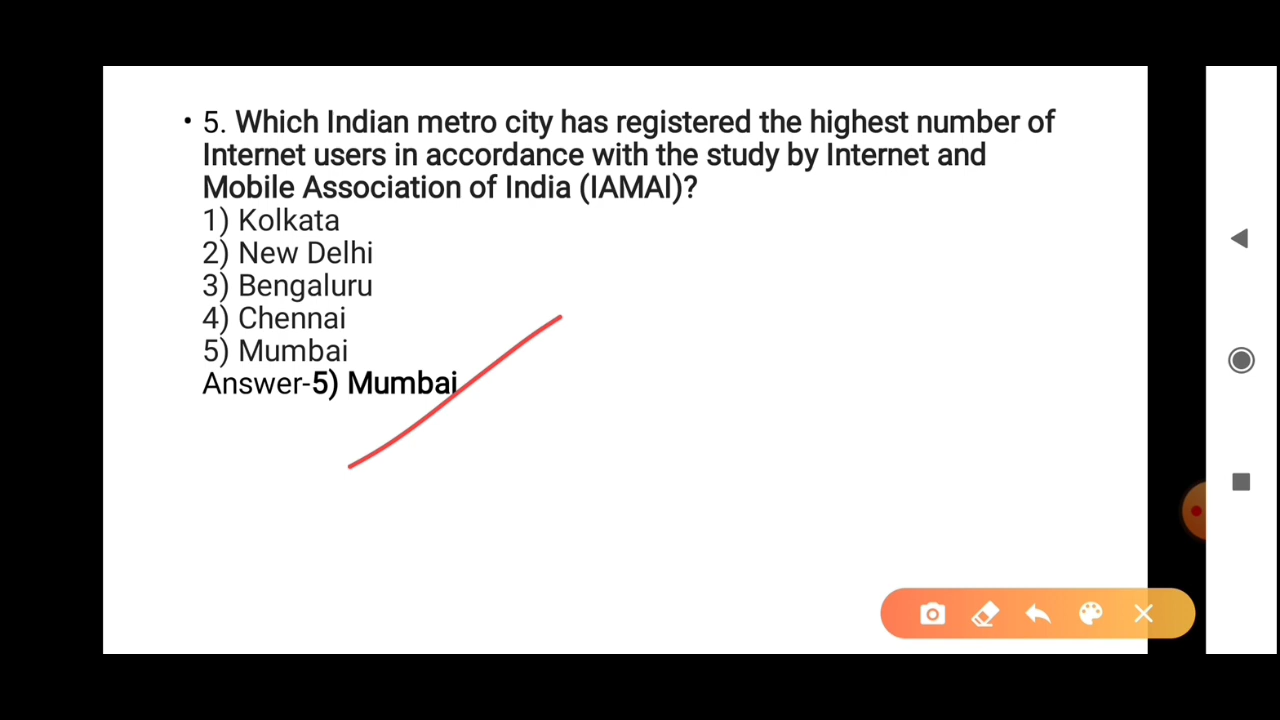 • 5. Which Indian metro city has registered the highest number of
Internet users in accordance with the study by Internet and
Mobile Association of India (IAMAI)?
1) Kolkata
2) New Delhi
3) Bengaluru
4) Chennai
5) Mumbai
Answer-5) Mumbai